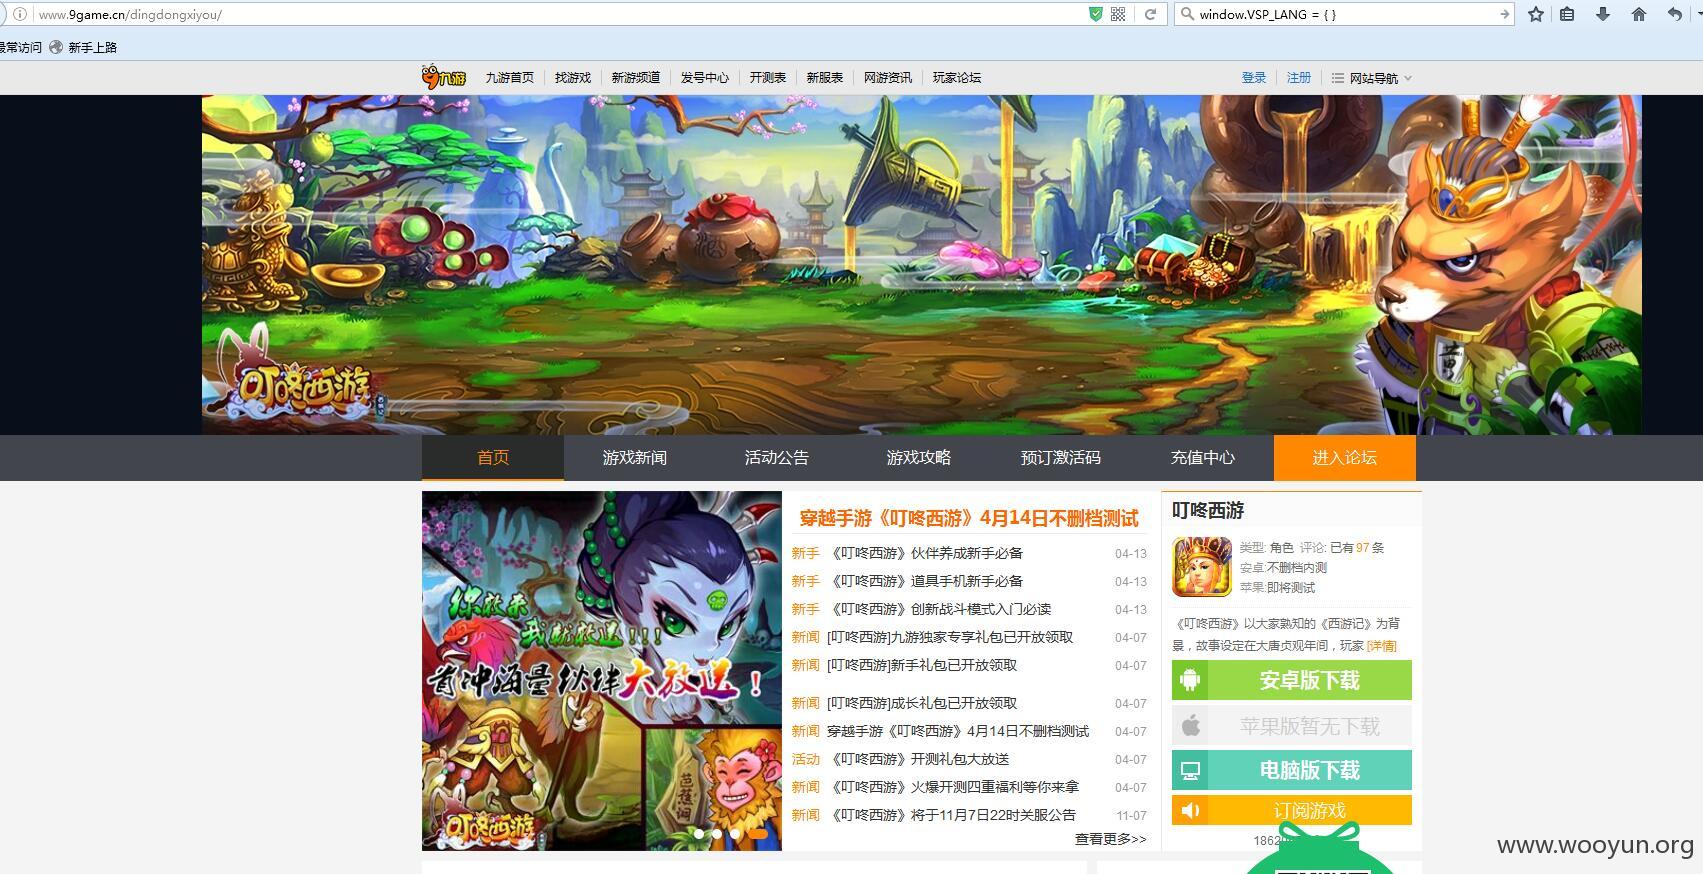 www.9game.cn/dingdongxiyou/
window.VSP_LANG = { }
最常访问 新手上路
九游 九游首页 找游戏 新游频道 发号中心 开测表 新服表 网游资讯 玩家论坛 登录 注册 网站导航
叮咚西游
首页 游戏新闻 活动公告 游戏攻略 预订激活码 充值中心 进入论坛
你敢来
我就敢送!!!
首冲海量伙伴大放送!
芭蕉洞
叮咚西游
穿越手游《叮咚西游》4月14日不删档测试
新手 《叮咚西游》伙伴养成新手必备 04-13
新手 《叮咚西游》道具手机新手必备 04-13
新手 《叮咚西游》创新战斗模式入门必读 04-13
新闻 [叮咚西游]九游独家专享礼包已开放领取 04-07
新闻 [叮咚西游]新手礼包已开放领取 04-07
新闻 [叮咚西游]成长礼包已开放领取 04-07
新闻 穿越手游《叮咚西游》4月14日不删档测试 04-07
活动 《叮咚西游》开测礼包大放送 04-07
新闻 《叮咚西游》火爆开测四重福利等你来拿 04-07
新闻 《叮咚西游》将于11月7日22时关服公告 11-07
查看更多>>
叮咚西游
类型: 角色 评论: 已有97条
安卓:不删档内测
苹果:即将测试
《叮咚西游》以大家熟知的《西游记》为背
景，故事设定在大唐贞观年间，玩家 [详情]
安卓版下载
苹果版暂无下载
电脑版下载
订阅游戏
1862
www.wooyun.org